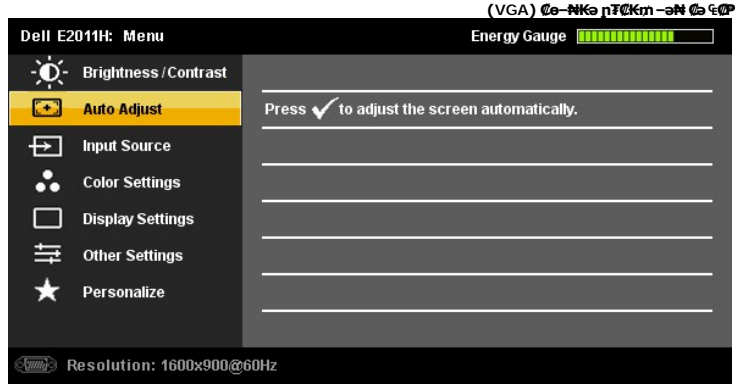 (VGA)
Dell E2011H: Menu Energy Gauge
Brightness / Contrast
Auto Adjust Press to adjust the screen automatically.
Input Source
Color Settings
Display Settings
Other Settings
Personalize
Resolution: 1600x900@60Hz